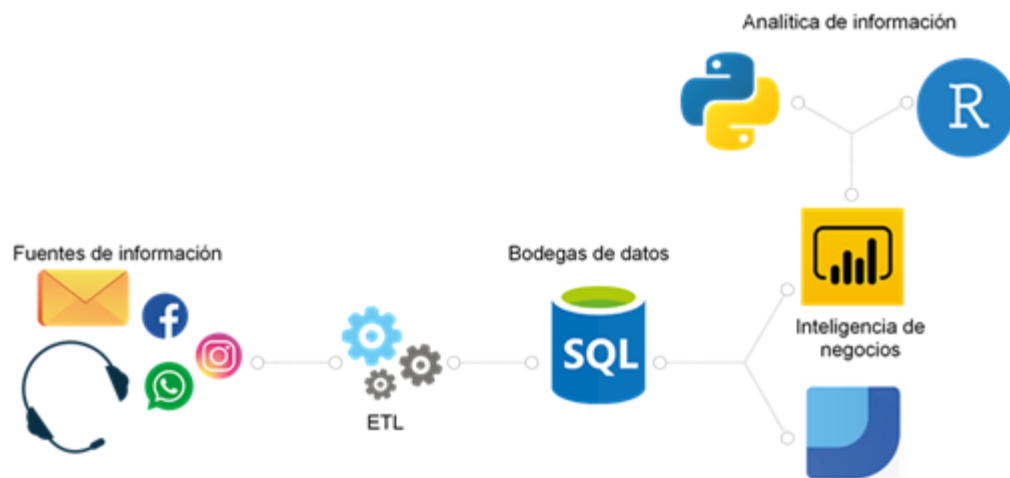 Analítica de información
R
Fuentes de información
Bodegas de datos
SQL
ETL
Inteligencia de
negocios